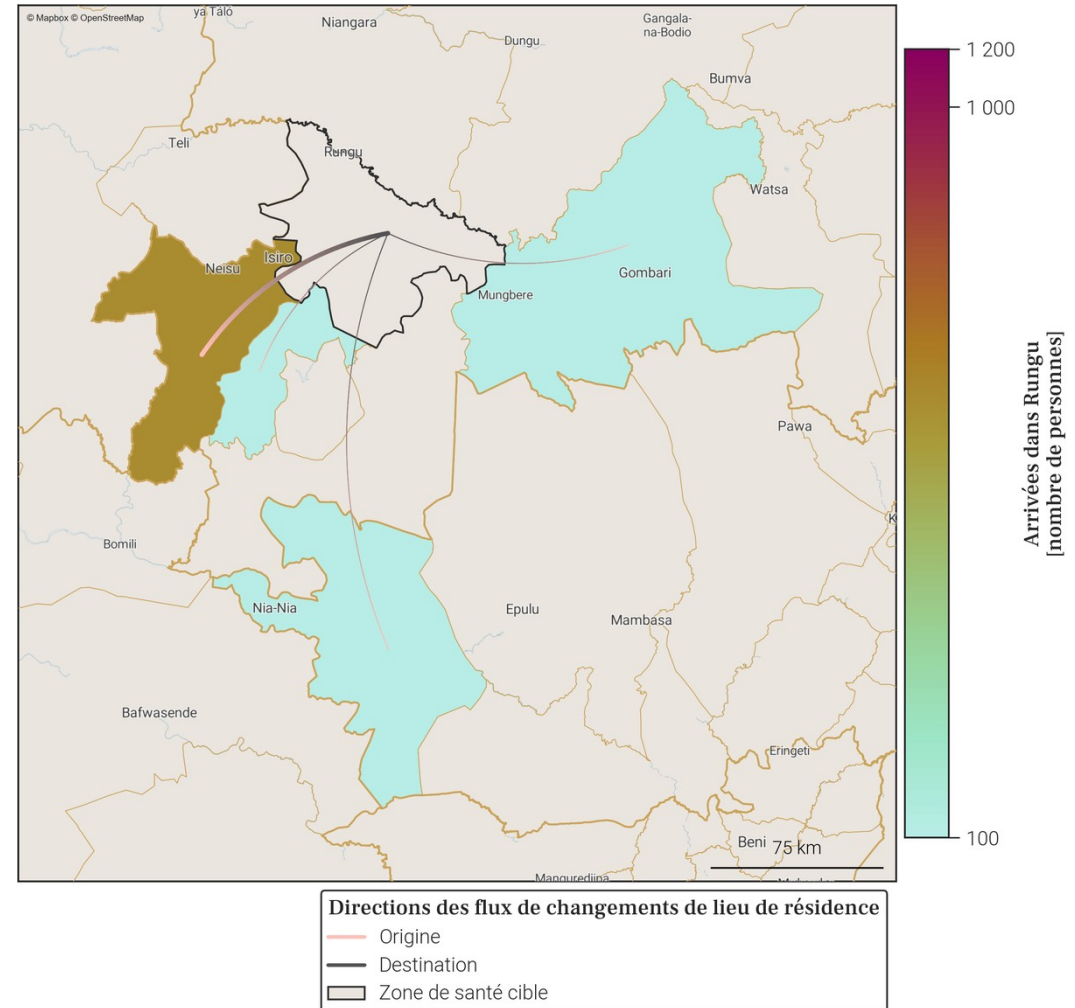 © Mapbox © OpenStreetMap
ya Tálô
Niangara
Gangala-
na-Bodio
Dungu
Bumva
Teli
Rungu
Watsa
Isiro
Neisu
Gombari
Mungbere
Pawa
Bomili
Nia-Nia
Epulu
Mambasa
Bafwasende
Eringeti
Beni
75 km
1 200
1 000
100
Arrivées dans Rungu
[nombre de personnes]
Directions des flux de changements de lieu de résidence
Origine
Destination
Zone de santé cible